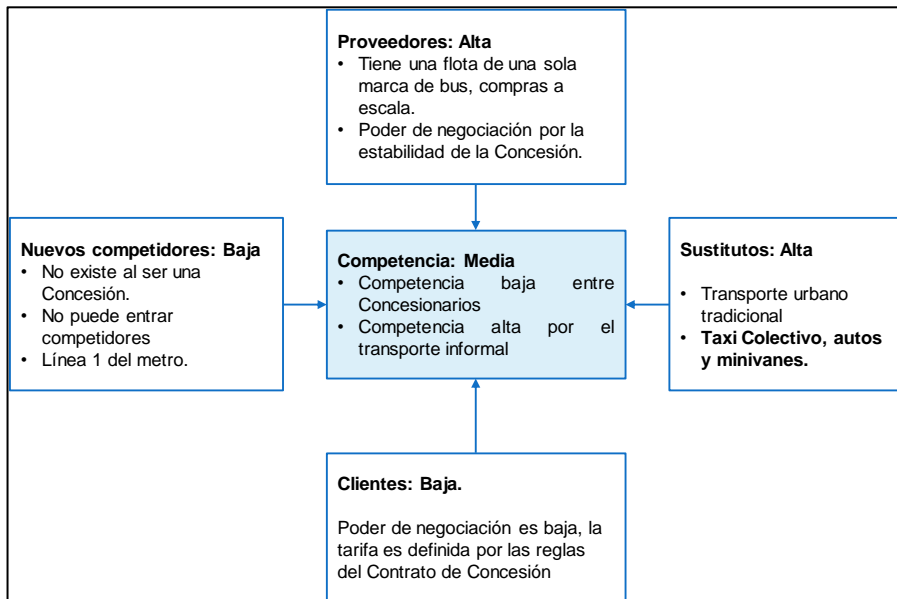 Proveedores: Alta
• Tiene una flota de una sola
marca de bus, compras a
escala.
• Poder de negociación por la
estabilidad de la Concesión.
Nuevos competidores: Baja
• No existe al ser una
Concesión.
• No puede entrar
competidores
• Línea 1 del metro.
Competencia: Media
• Competencia baja entre
Concesionarios
• Competencia alta por el
transporte informal
Sustitutos: Alta
• Transporte urbano
tradicional
• Taxi Colectivo, autos
y minivanes.
Clientes: Baja.
Poder de negociación es baja, la
tarifa es definida por las reglas
del Contrato de Concesión